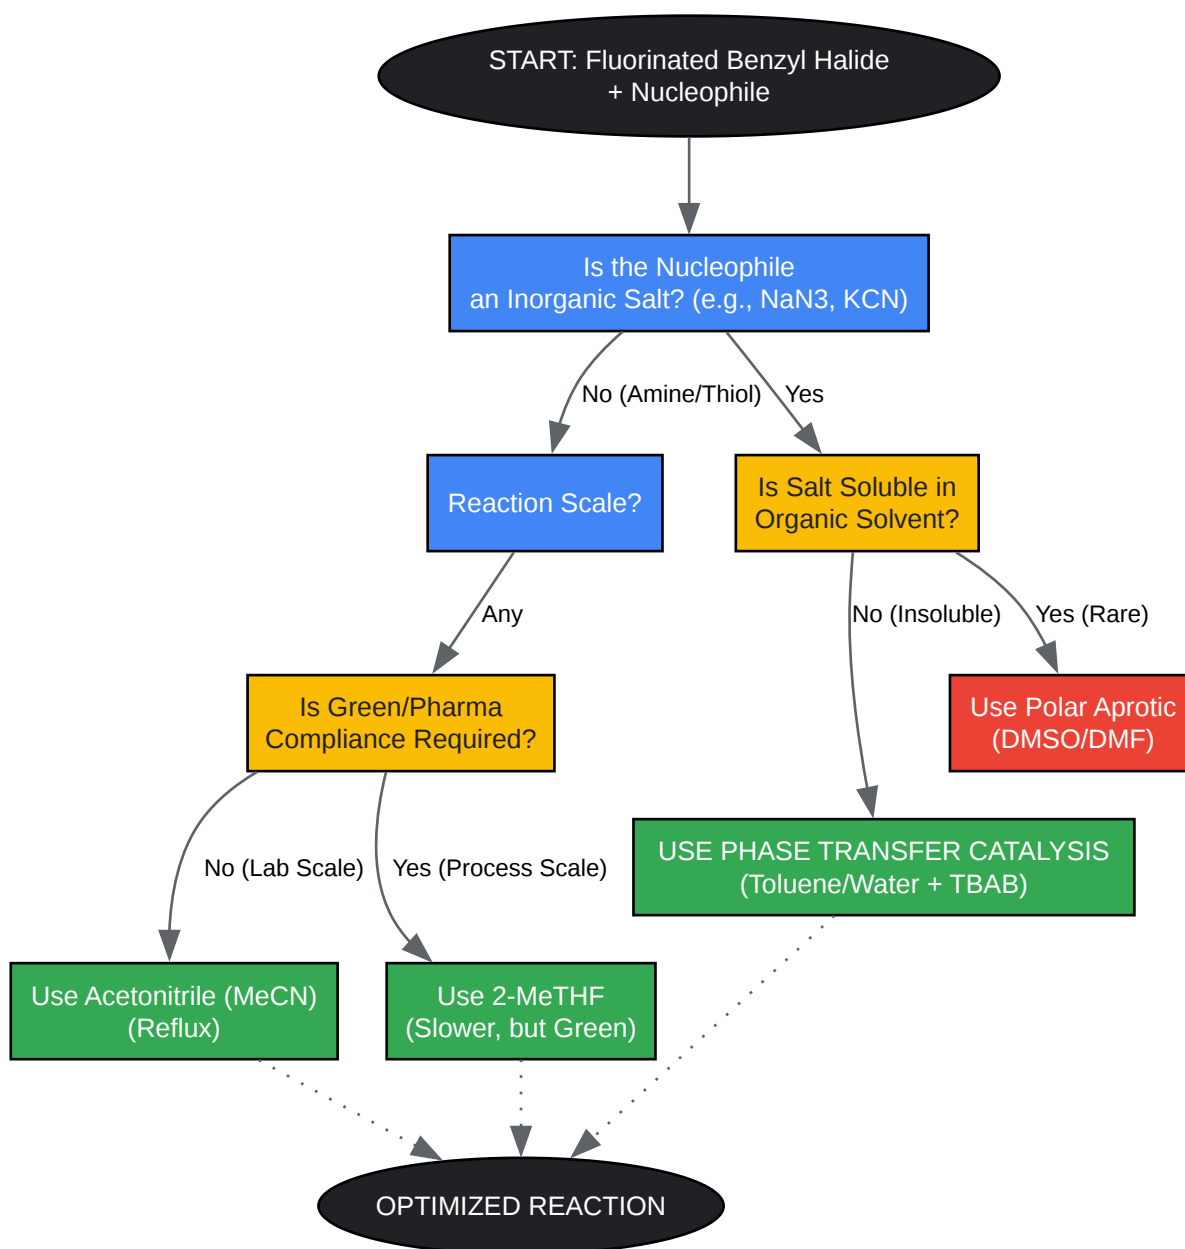 START: Fluorinated Benzyl Halide
+ Nucleophile
Is the Nucleophile
an Inorganic Salt? (e.g., NaN3, KCN)
No (Amine/Thiol)
Yes
Reaction Scale?
Is Salt Soluble in
Organic Solvent?
Any
No (Insoluble)
Yes (Rare)
Is Green/Pharma
Compliance Required?
Use Polar Aprotic
(DMSO/DMF)
No (Lab Scale)
Yes (Process Scale)
USE PHASE TRANSFER CATALYSIS
(Toluene/Water + TBAB)
Use Acetonitrile (MeCN)
(Reflux)
Use 2-MeTHF
(Slower, but Green)
OPTIMIZED REACTION